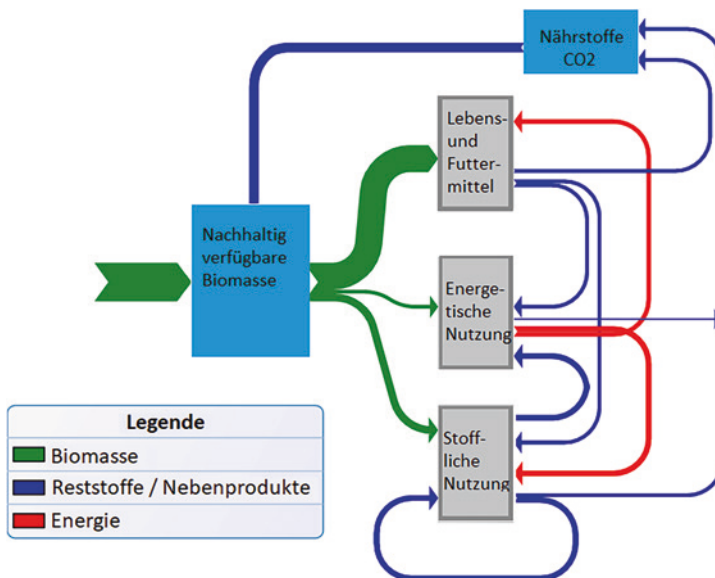 Nährstoffe
CO2
Lebens-
und
Futter-
mittel
Nachhaltig
verfügbare
Biomasse
Energe-
tische
Nutzung
Stoff-
liche
Nutzung
Legende
Biomasse
Reststoffe / Nebenprodukte
Energie